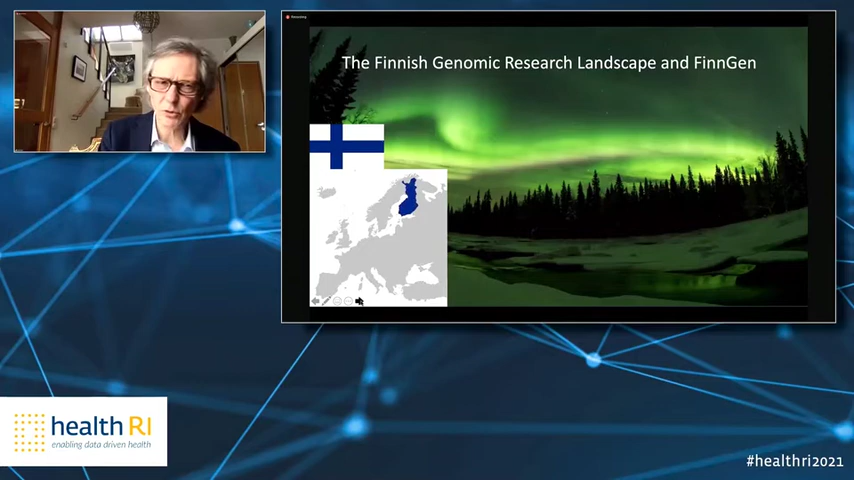 The Finnish Genomic Research Landscape and FinnGen
health RI
enabling data driven health
#healthri2021